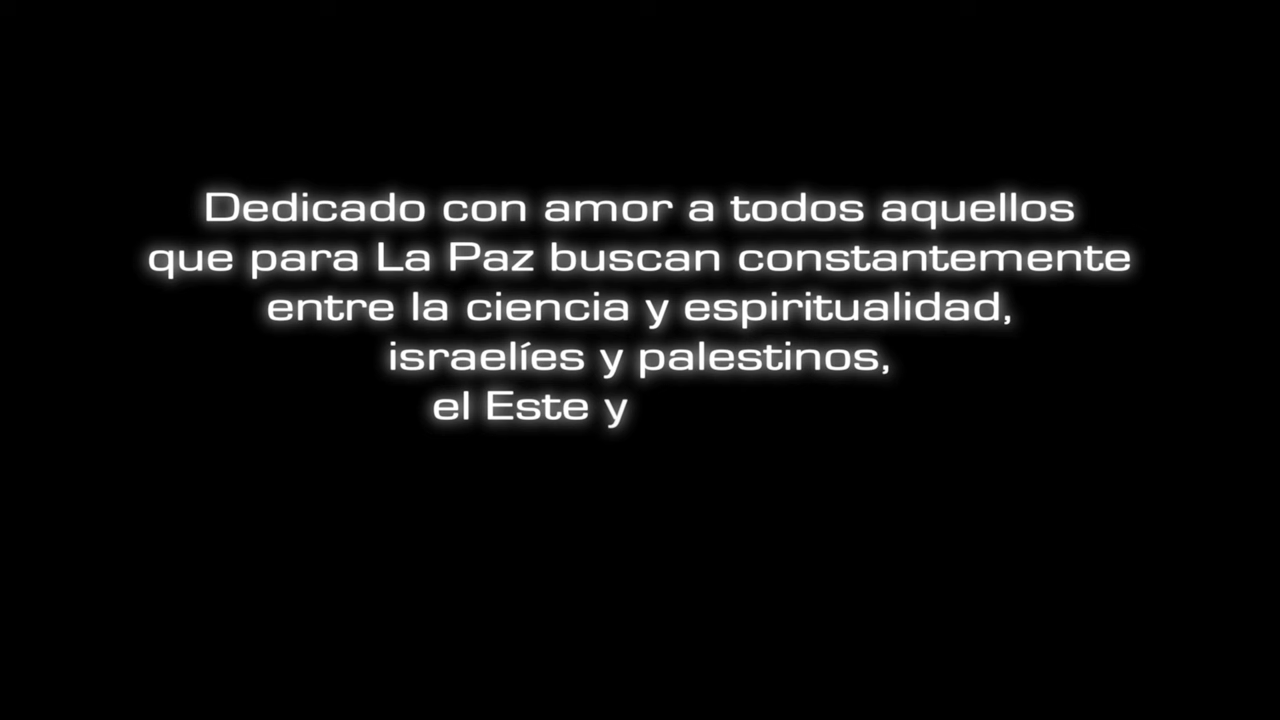 Dedicado con amor a todos aquellos
que para La Paz buscan constantemente
entre la ciencia y espiritualidad,
israelíes y palestinos,
el Este y